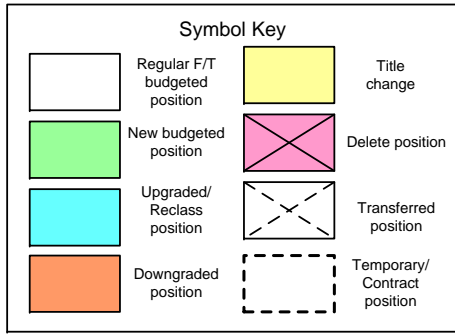 Symbol Key
Regular F/T
budgeted
position
New budgeted
position
Upgraded/
Reclass
position
Downgraded
position
Title
change
Delete position
Transferred
position
Temporary/
Contract
position